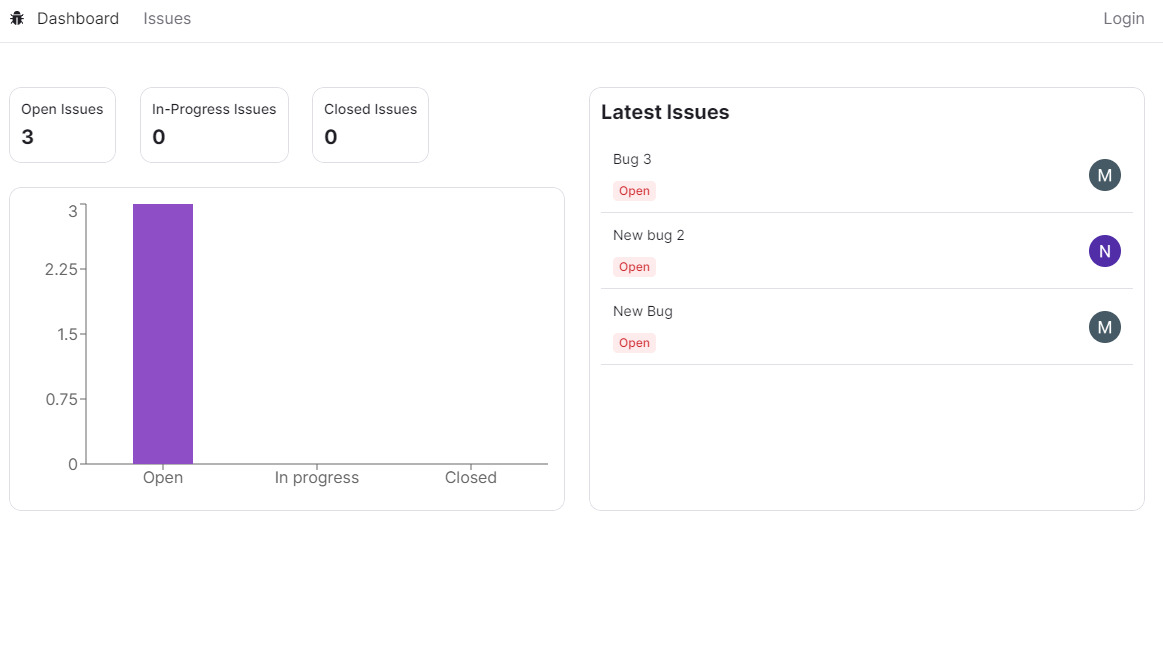 Dashboard Issues Login
Open Issues
3
In-Progress Issues
0
Closed Issues
0
3
2.25
1.5
0.75
0
Open In progress Closed
Latest Issues
Bug 3
Open
M
New bug 2
Open
N
New Bug
Open
M